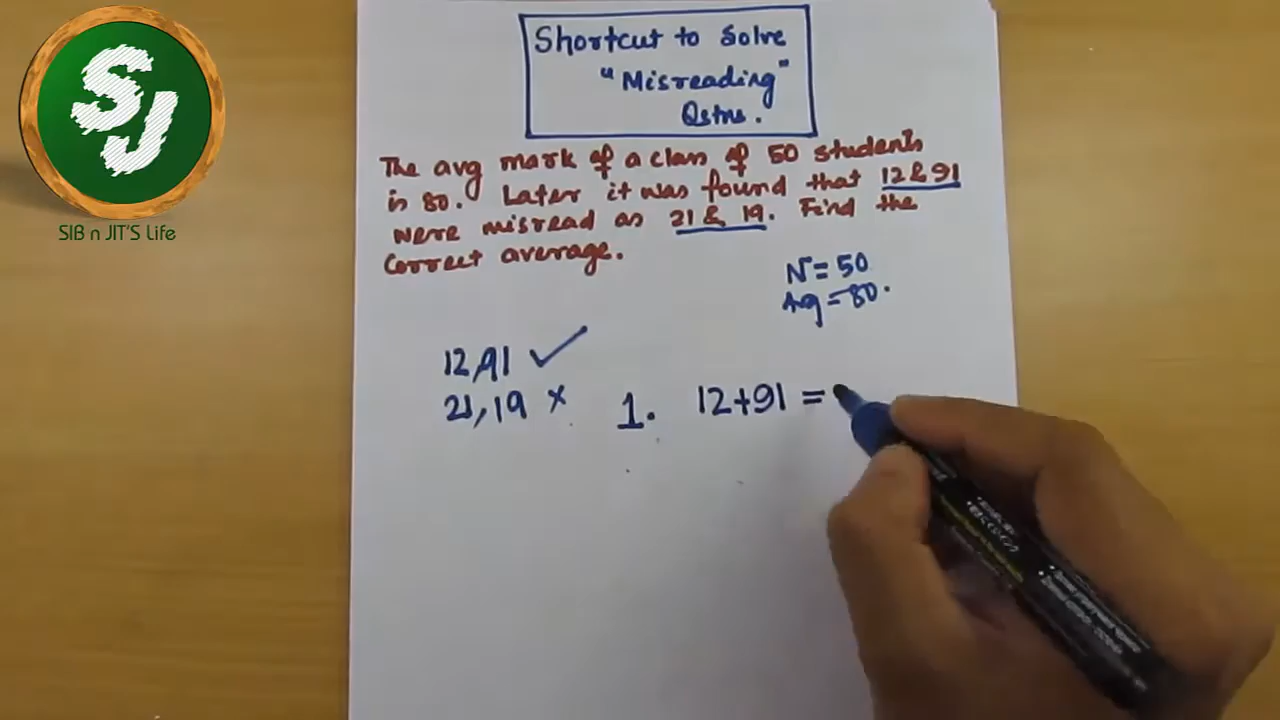 SJ
SIB n JIT'S Life
Shortcut to solve
"Misreading"
Qstns.
The avg mark of a class of 50 students
is 80. Later it was found that 12 & 91
were misread as 21 & 19. Find the
correct average.
N = 50
Avg = 80.
12,91 ✓
21,19 ×
1. 12+91 =